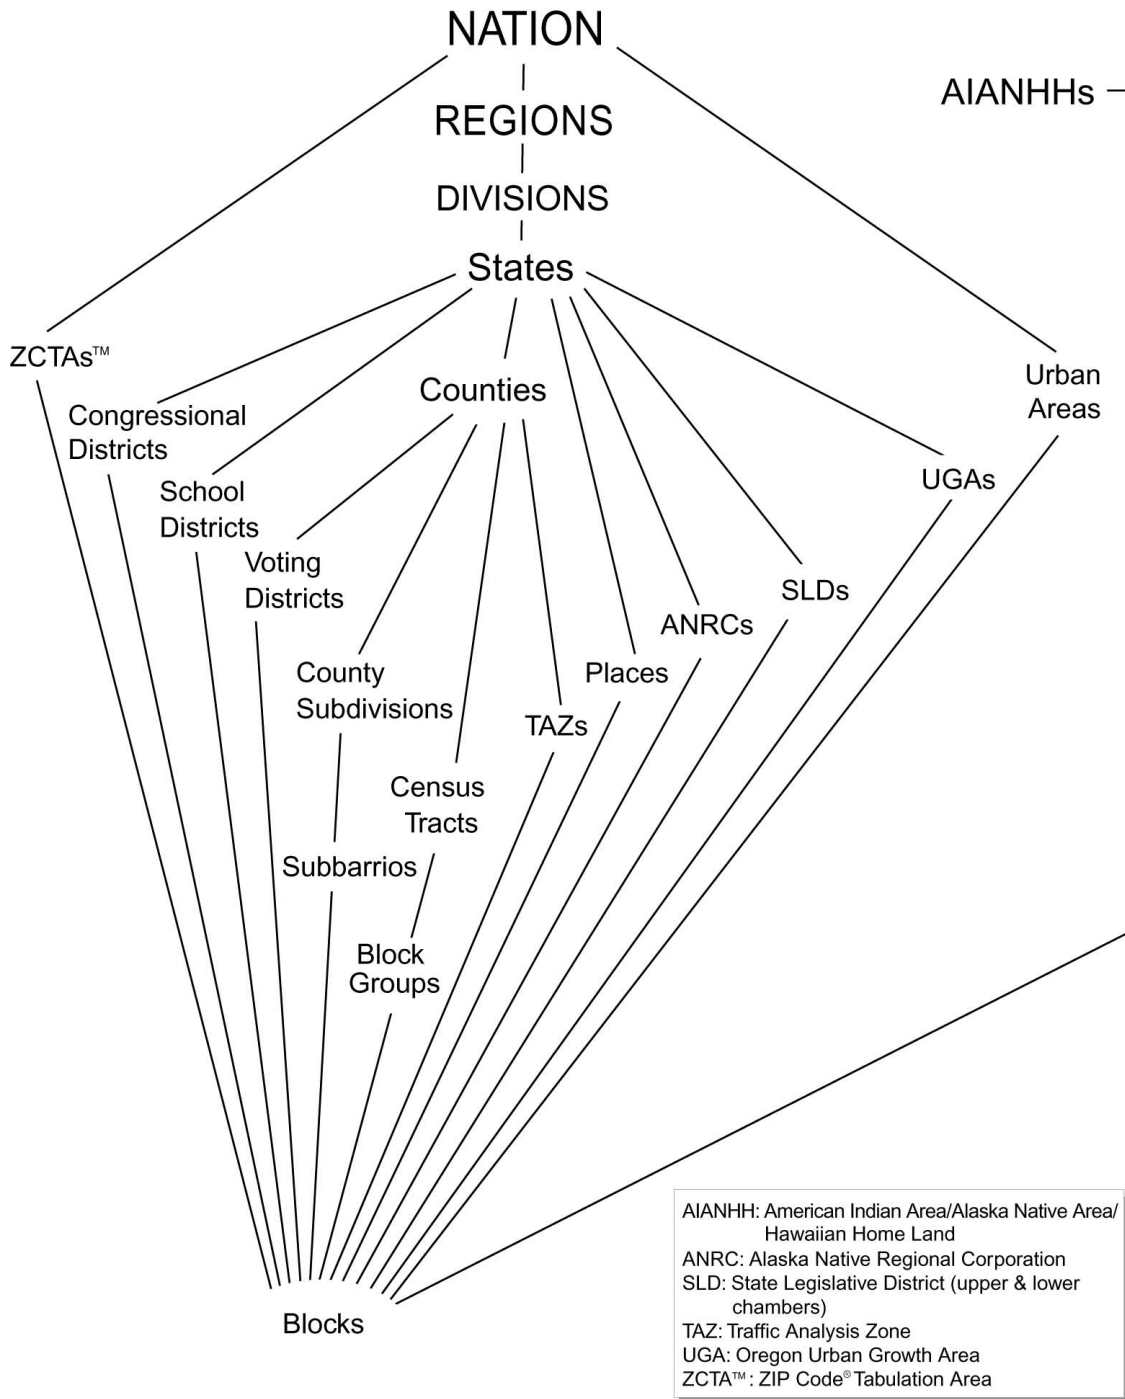 NATION
AIANHHs
REGIONS
DIVISIONS
States
ZCTAs™
Counties
Urban
Areas
Congressional
Districts
School
Districts
UGAs
Voting
Districts
SLDs
ANRCs
County
Subdivisions
Places
TAZs
Census
Tracts
Subbarrios
Block
Groups
Blocks
AIANHH: American Indian Area/Alaska Native Area/
Hawaiian Home Land
ANRC: Alaska Native Regional Corporation
SLD: State Legislative District (upper & lower
chambers)
TAZ: Traffic Analysis Zone
UGA: Oregon Urban Growth Area
ZCTA™: ZIP Code® Tabulation Area